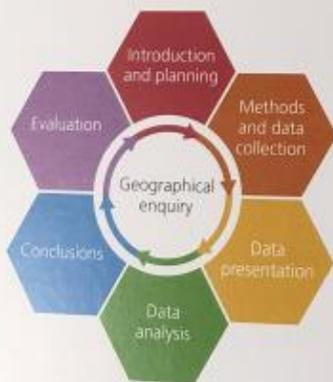 Introduction
and planning
Methods
and data
collection
Data
presentation
Data
analysis
Conclusions
Evaluation
Geographical
enquiry